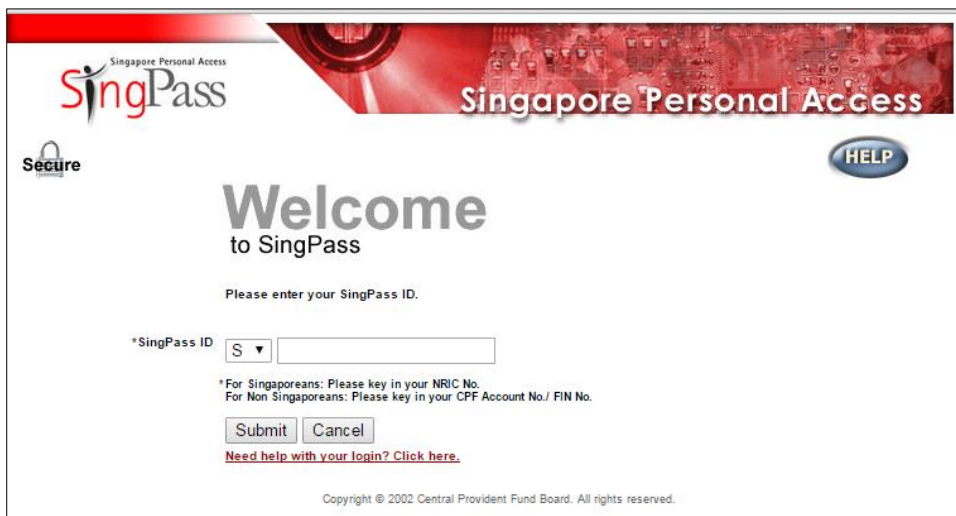 Singapore Personal Access
SingPass
Singapore Personal Access
Secure
HELP
Welcome
to SingPass
Please enter your SingPass ID.
*SingPass ID
S
*For Singaporeans: Please key in your NRIC No.
For Non Singaporeans: Please key in your CPF Account No./ FIN No.
Submit Cancel
Need help with your login? Click here.
Copyright © 2002 Central Provident Fund Board. All rights reserved.